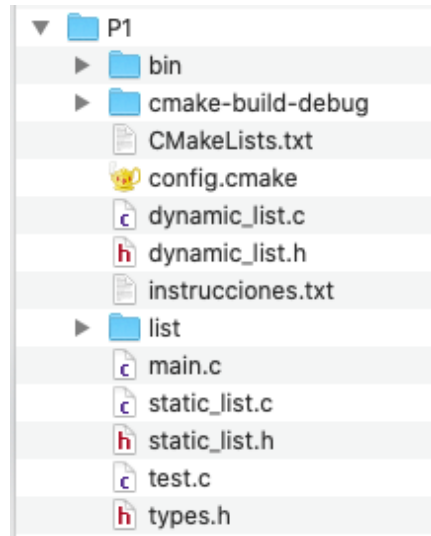 P1
bin
cmake-build-debug
CMakeLists.txt
config.cmake
c dynamic_list.c
h dynamic_list.h
instrucciones.txt
list
c main.c
c static_list.c
h static_list.h
c test.c
h types.h